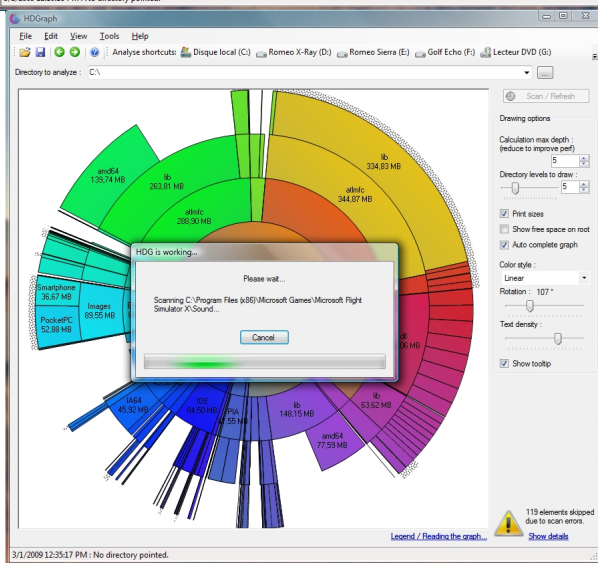 HDGraph
File Edit View Tools Help
Analyse shortcuts: Disque local (C:) Romeo X-Ray (D:) Romeo Sierra (E:) Golf Echo (F:) Lecteur DVD (G:)
Directory to analyze : C:\
...
Scan / Refresh
Drawing options
Calculation max depth :
(reduce to improve perf)
5
Directory levels to draw :
5
Print sizes
Show free space on root
Auto complete graph
Color style :
Linear
Rotation : 107 °
Text density :
Show tooltip
lib
334,83 MB
amd64
139,74 MB
lib
263,81 MB
atlmfc
344,87 MB
atlmfc
288,90 MB
HDG is working...
Please wait...
Scanning C:\Program Files (x86)\Microsoft Games\Microsoft Flight
Simulator X\Sound...
Cancel
Smartphone
36,67 MB
Images
89,55 MB
PocketPC
52,88 MB
IA64
45,92 MB
IDE
84,50 MB
PIA
lib
148,15 MB
lib
63,62 MB
amd64
77,59 MB
119 elements skipped
due to scan errors.
Legend / Reading the graph...
Show details
3/1/2009 12:35:17 PM : No directory pointed.